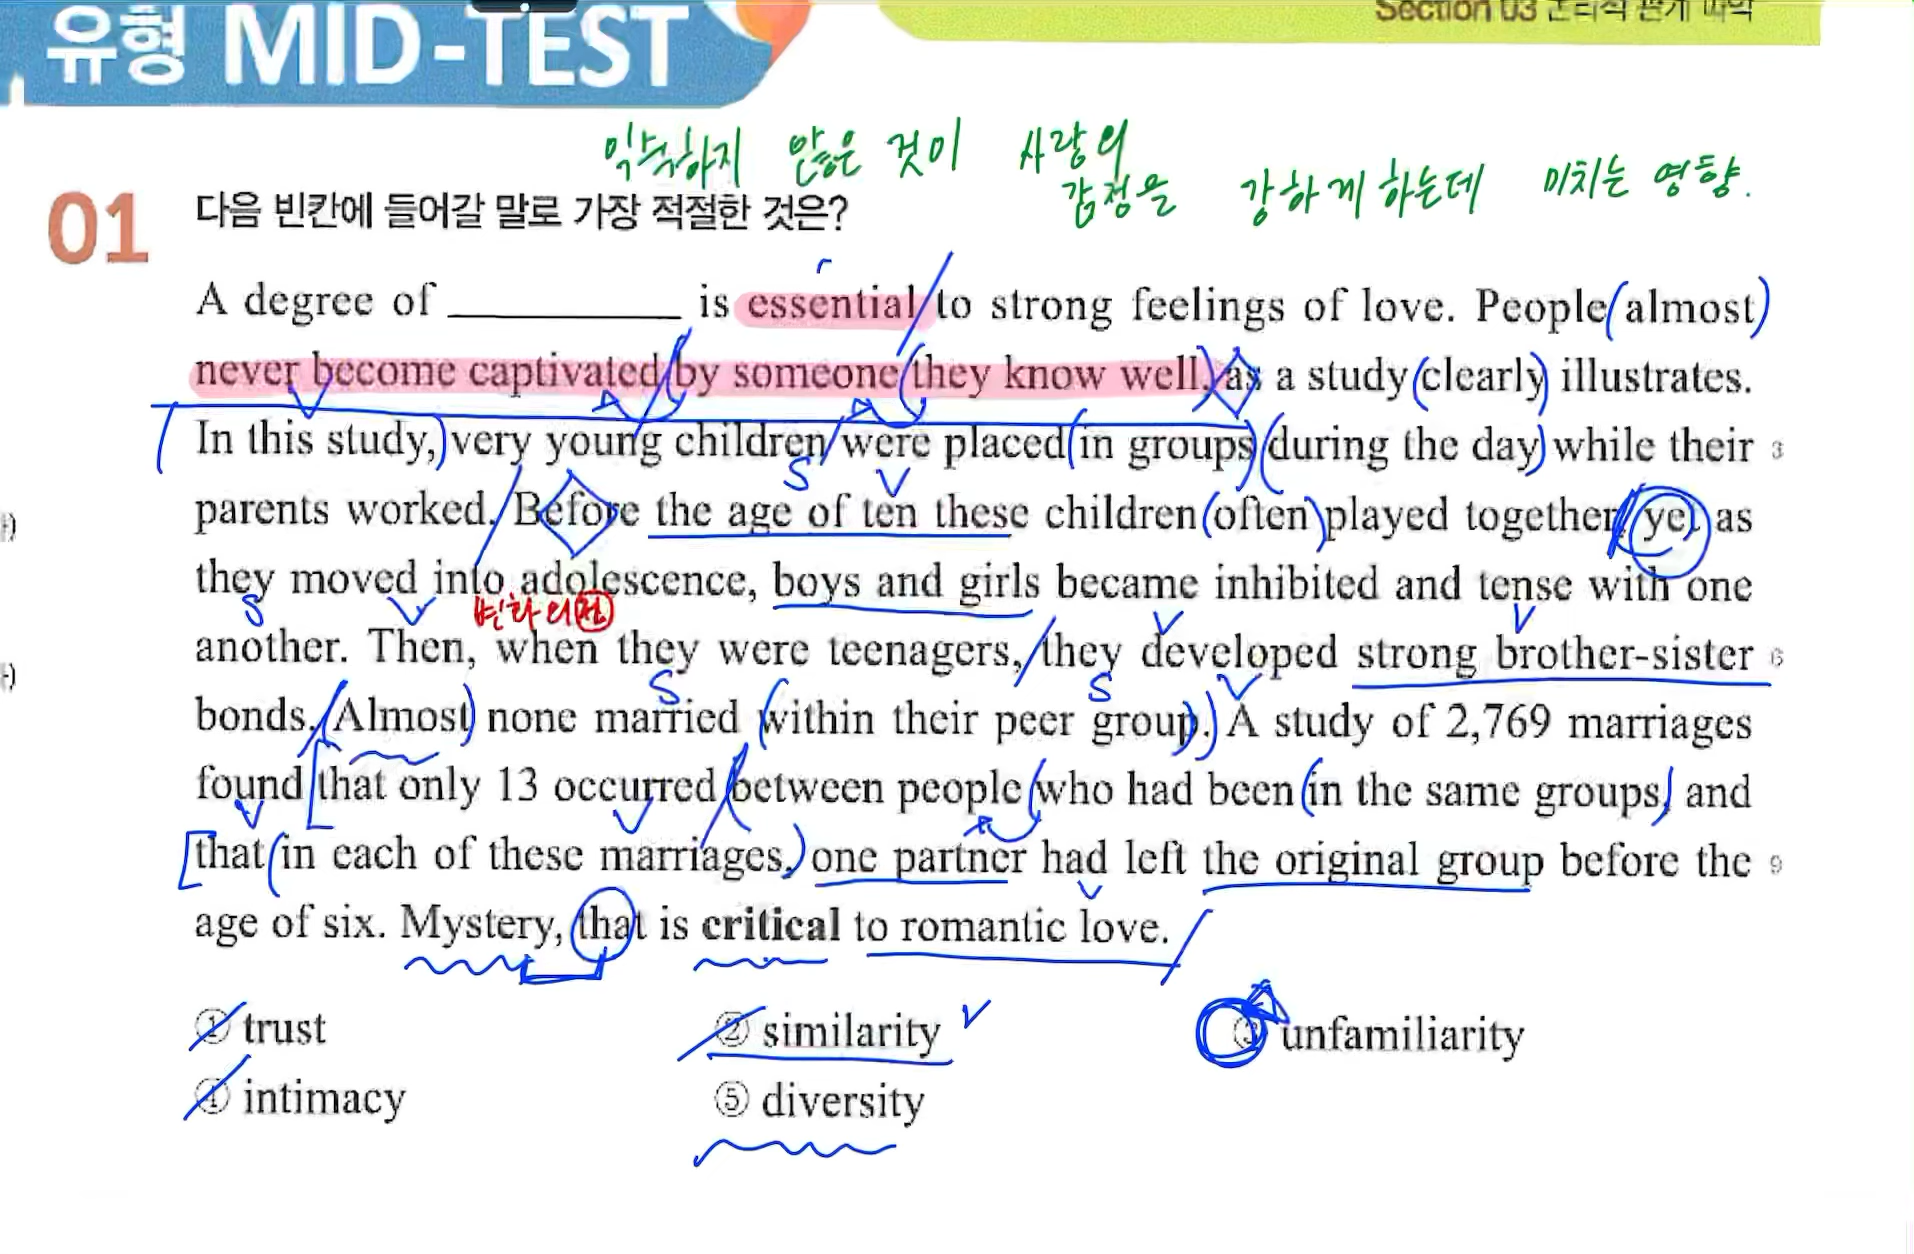 유형 MID-TEST
Section 03 논리적 관계 파악
익숙하지 않은 것이 사랑의
감정을 강하게 하는데 미치는 영향.
01 다음 빈칸에 들어갈 말로 가장 적절한 것은?
A degree of __________ is essential to strong feelings of love. People almost
never become captivated by someone they know well, as a study clearly illustrates.
In this study, very young children were placed in groups during the day while their 3
parents worked. Before the age of ten these children often played together, yet as
they moved into adolescence, boys and girls became inhibited and tense with one
변화의 전
another. Then, when they were teenagers, they developed strong brother-sister 6
bonds. Almost none married within their peer group. A study of 2,769 marriages
found that only 13 occurred between people who had been in the same groups, and
that in each of these marriages, one partner had left the original group before the 9
age of six. Mystery, that is critical to romantic love.
① trust ② similarity ③ unfamiliarity
④ intimacy ⑤ diversity